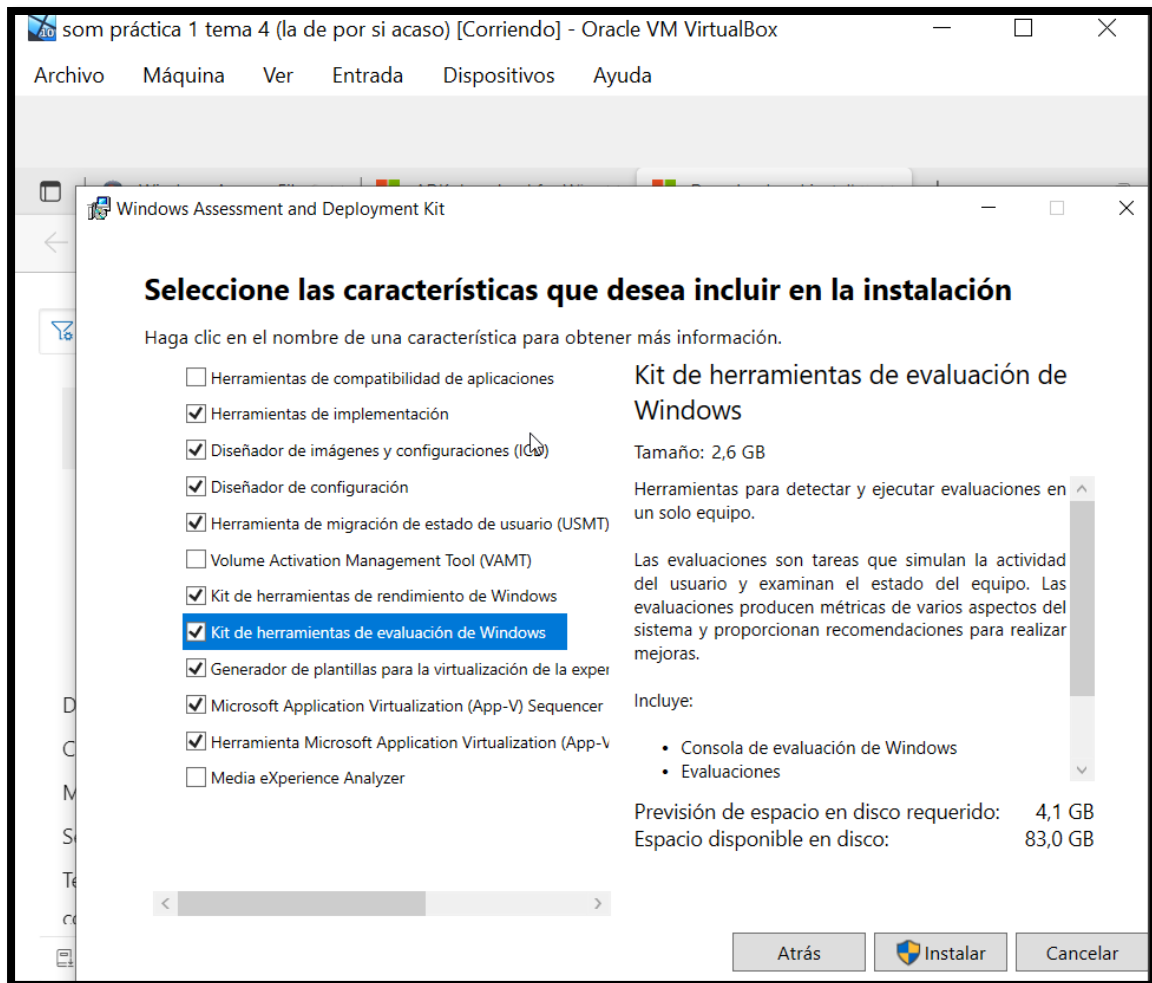 som práctica 1 tema 4 (la de por si acaso) [Corriendo] - Oracle VM VirtualBox
Archivo Máquina Ver Entrada Dispositivos Ayuda
Windows Assessment and Deployment Kit
Seleccione las características que desea incluir en la instalación
Haga clic en el nombre de una característica para obtener más información.
Herramientas de compatibilidad de aplicaciones
Herramientas de implementación
Diseñador de imágenes y configuraciones (ICD)
Diseñador de configuración
Herramienta de migración de estado de usuario (USMT)
Volume Activation Management Tool (VAMT)
Kit de herramientas de rendimiento de Windows
Kit de herramientas de evaluación de Windows
Generador de plantillas para la virtualización de la exper
Microsoft Application Virtualization (App-V) Sequencer
Herramienta Microsoft Application Virtualization (App-V
Media eXperience Analyzer
Kit de herramientas de evaluación de
Windows
Tamaño: 2,6 GB
Herramientas para detectar y ejecutar evaluaciones en
un solo equipo.
Las evaluaciones son tareas que simulan la actividad
del usuario y examinan el estado del equipo. Las
evaluaciones producen métricas de varios aspectos del
sistema y proporcionan recomendaciones para realizar
mejoras.
Incluye:
• Consola de evaluación de Windows
• Evaluaciones
Previsión de espacio en disco requerido: 4,1 GB
Espacio disponible en disco: 83,0 GB
Atrás Instalar Cancelar